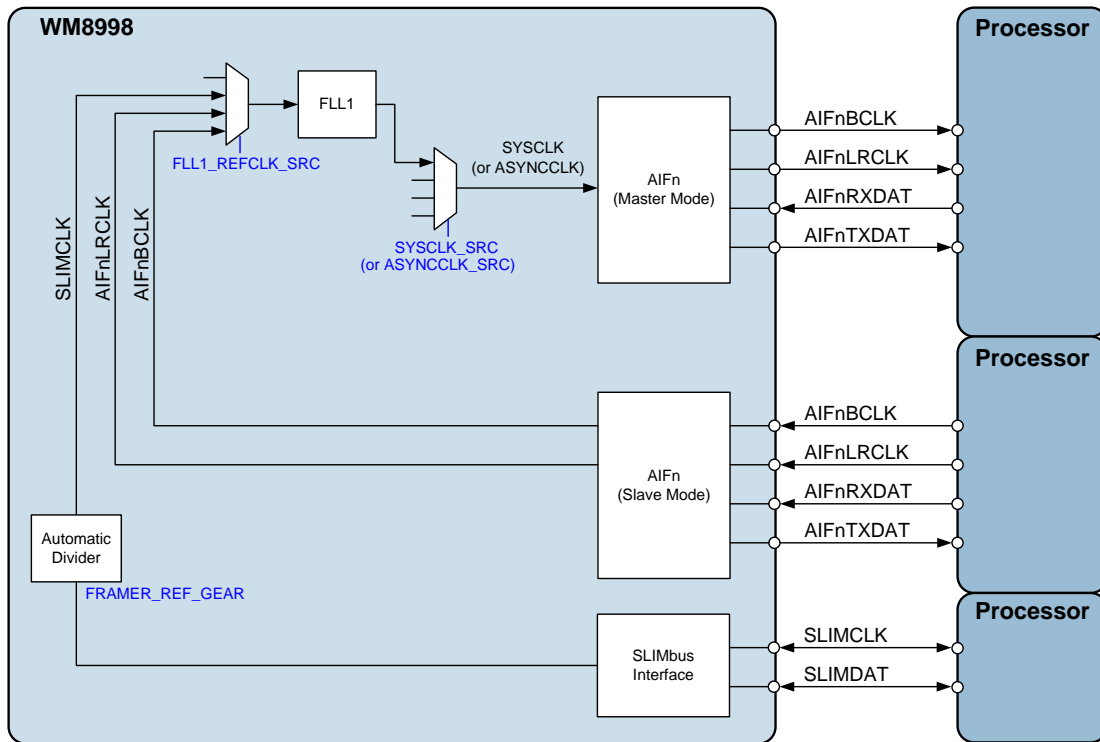 WM8998
Processor
FLL1
FLL1_REFCLK_SRC
SYSCLK
(or ASYNCCLK)
SYSCLK_SRC
(or ASYNCCLK_SRC)
AIFn
(Master Mode)
AIFnBCLK
AIFnLRCLK
AIFnRXDAT
AIFnTXDAT
SLIMCLK
AIFnLRCLK
AIFnBCLK
Processor
AIFn
(Slave Mode)
AIFnBCLK
AIFnLRCLK
AIFnRXDAT
AIFnTXDAT
Automatic
Divider
FRAMER_REF_GEAR
Processor
SLIMbus
Interface
SLIMCLK
SLIMDAT